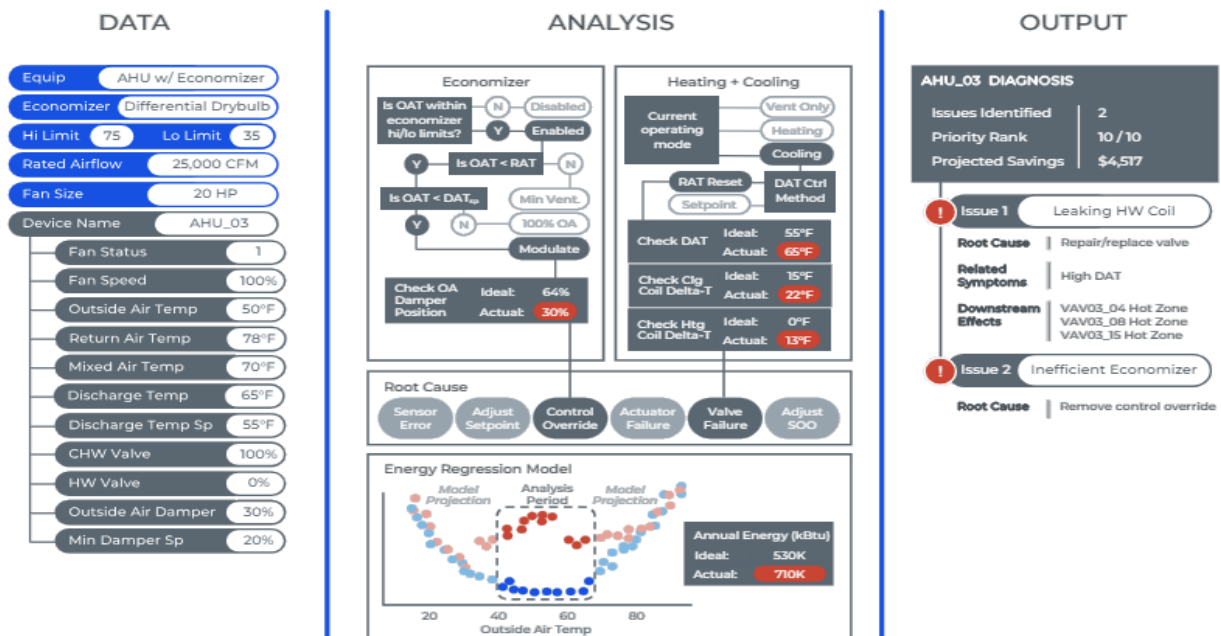 DATA
Equip AHU w/ Economizer
Economizer Differential Drybulb
Hi Limit 75 Lo Limit 35
Rated Airflow 25,000 CFM
Fan Size 20 HP
Device Name AHU_03
Fan Status 1
Fan Speed 100%
Outside Air Temp 50°F
Return Air Temp 78°F
Mixed Air Temp 70°F
Discharge Temp 65°F
Discharge Temp Sp 55°F
CHW Valve 100%
HW Valve 0%
Outside Air Damper 30%
Min Damper Sp 20%
ANALYSIS
Economizer
Is OAT within
economizer
hi/lo limits?
N Disabled
Y Enabled
Y Is OAT < RAT N
Is OAT < DATsp
Min Vent.
Y N 100% OA
Modulate
Check OA
Damper
Position
Ideal: 64%
Actual: 30%
Heating + Cooling
Current
operating
mode
Vent Only
Heating
Cooling
RAT Reset
Setpoint
DAT Ctrl
Method
Check DAT
Ideal: 55°F
Actual: 65°F
Check Clg
Coil Delta-T
Ideal: 15°F
Actual: 22°F
Check Htg
Coil Delta-T
Ideal: 0°F
Actual: 13°F
Root Cause
Sensor
Error
Adjust
Setpoint
Control
Override
Actuator
Failure
Valve
Failure
Adjust
SOO
Energy Regression Model
Model
Projection
Analysis
Period
Model
Projection
20 40 60 80
Outside Air Temp
Annual Energy (kBtu)
Ideal: 530K
Actual: 710K
OUTPUT
AHU_03 DIAGNOSIS
Issues Identified 2
Priority Rank 10 / 10
Projected Savings $4,517
! Issue 1 Leaking HW Coil
Root Cause Repair/replace valve
Related
Symptoms
High DAT
Downstream
Effects
VAV03_04 Hot Zone
VAV03_08 Hot Zone
VAV03_15 Hot Zone
! Issue 2 Inefficient Economizer
Root Cause Remove control override